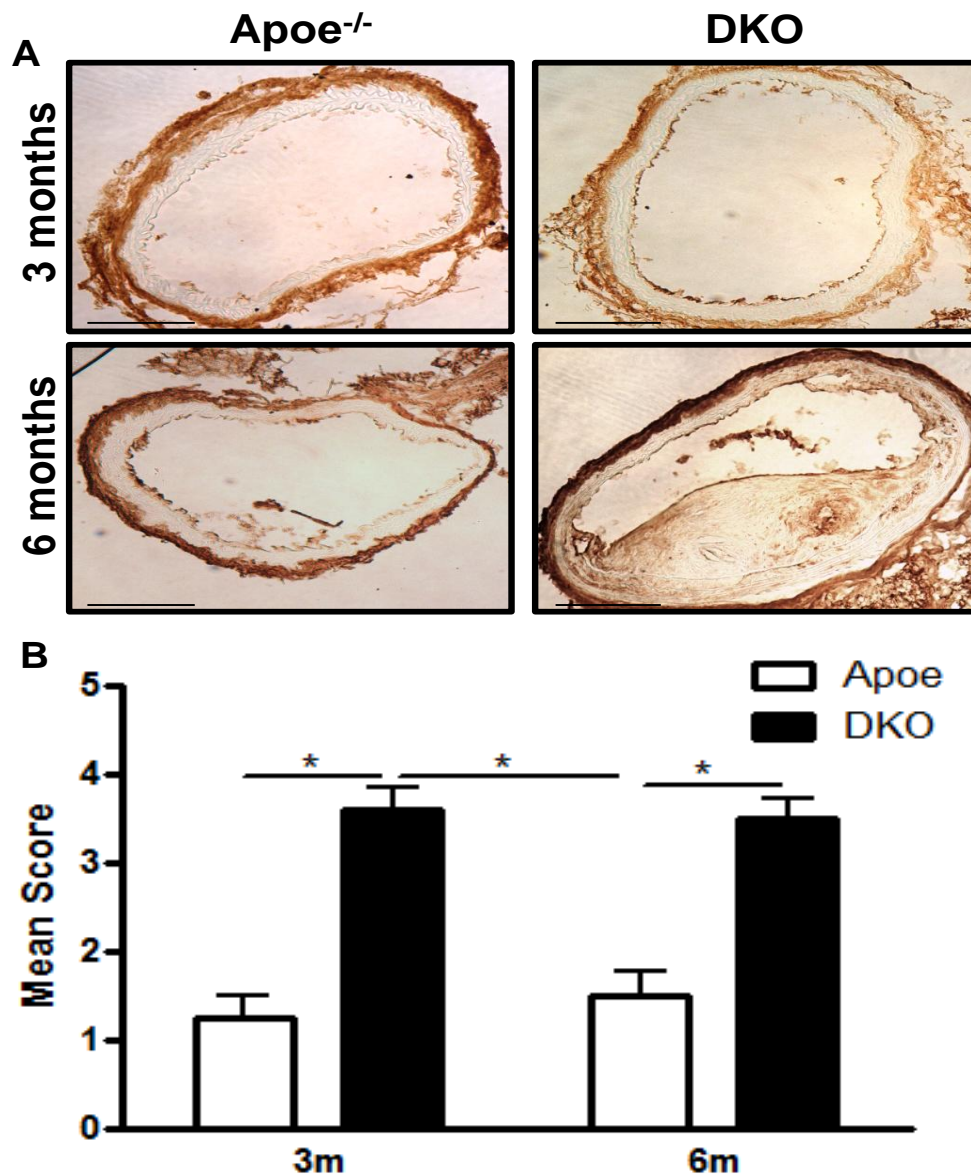 Apoe-/- DKO
A
3 months
6 months
B
Apoe
DKO
5
4
3
2
1
0
Mean Score
* * *
3m 6m